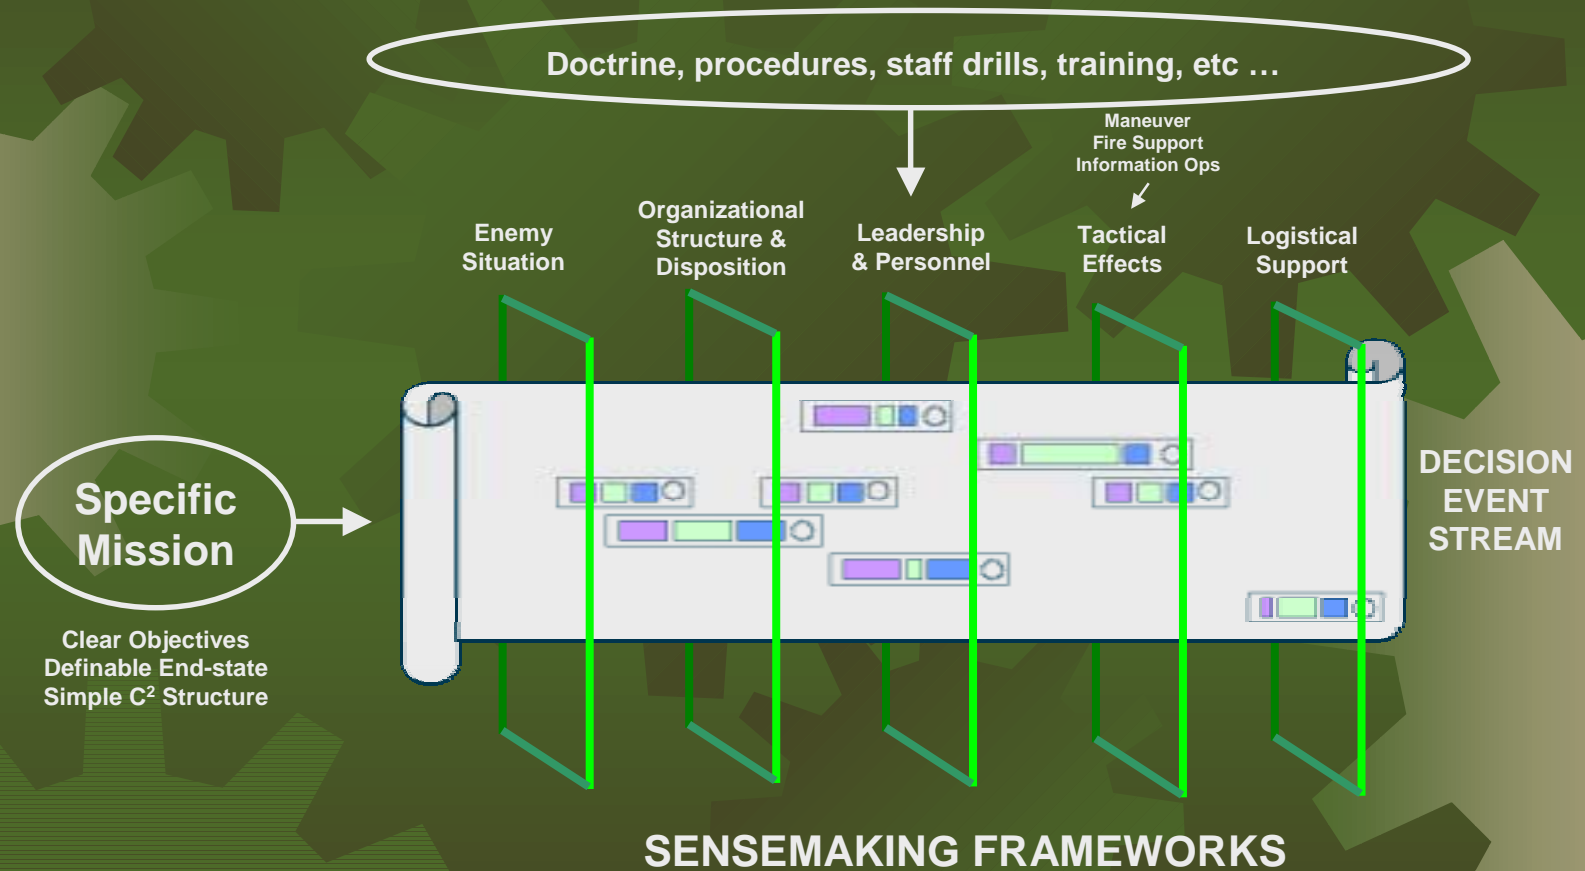 Doctrine, procedures, staff drills, training, etc …
Maneuver
Fire Support
Information Ops
Enemy
Situation
Organizational
Structure &
Disposition
Leadership
& Personnel
Tactical
Effects
Logistical
Support
Specific
Mission
Clear Objectives
Definable End-state
Simple C² Structure
DECISION
EVENT
STREAM
SENSEMAKING FRAMEWORKS